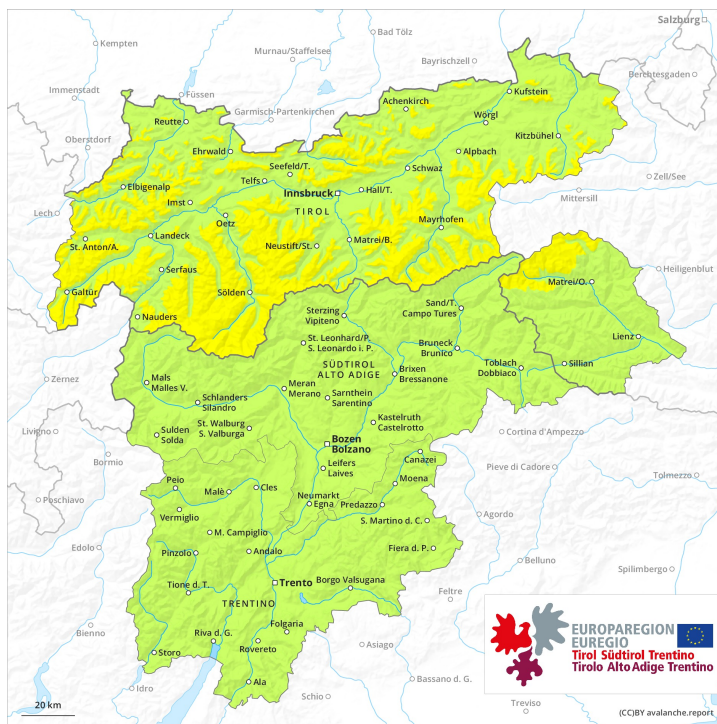 Salzburg
Kempten
Bad Tölz
Murnau/Staffelsee
Bayrischzell
Berchtesgaden
Immenstadt
Füssen
Garmisch-Partenkirchen
Achenkirch
Kufstein
Reutte
Wörgl
Oberstdorf
Ehrwald
Kitzbühel
Seefeld/T.
Alpbach
Telfs
Schwaz
Elbigenalp
Innsbruck
Hall/T.
Zell/See
Imst
TIROL
Mittersill
Lech
Oetz
Mayrhofen
St. Anton/A.
Landeck
Neustift/St.
Matrei/B.
Serfaus
Heiligenblut
Galtür
Sölden
Matrei/O.
Nauders
Sterzing
Vipiteno
Sand/T.
Campo Tures
St. Leonhard/P.
S. Leonardo i. P.
Lienz
Bruneck
Brunico
SÜDTIROL
ALTO ADIGE
Toblach
Dobbiaco
Sillian
Zernez
Mals
Malles V.
Meran
Merano
Brixen
Bressanone
Schlanders
Silandro
Sarnthein
Sarentino
St. Walburg
S. Valburga
Kastelruth
Castelrotto
Livigno
Sulden
Solda
Cortina d'Ampezzo
Bozen
Bolzano
Bormio
Canazei
Pieve di Cadore
Leifers
Laives
Tolmezzo
Peio
Malè
Cles
Moena
Poschiavo
Neumarkt
Egna
Predazzo
Vermiglio
Agordo
M. Campiglio
S. Martino d. C.
Edolo
Pinzolo
Andalo
Fiera d. P.
Belluno
Spilimbergo
Tione d. T.
Trento
Borgo Valsugana
Feltre
TRENTINO
Bienno
Folgaria
Riva d. G.
Rovereto
Asiago
Storo
Bassano d. G.
Idro
Ala
Schio
Treviso
EUROPAREGION
EUREGIO
Tirol Südtirol Trentino
Tirolo Alto Adige Trentino
20 km
(CC)BY avalanche.report